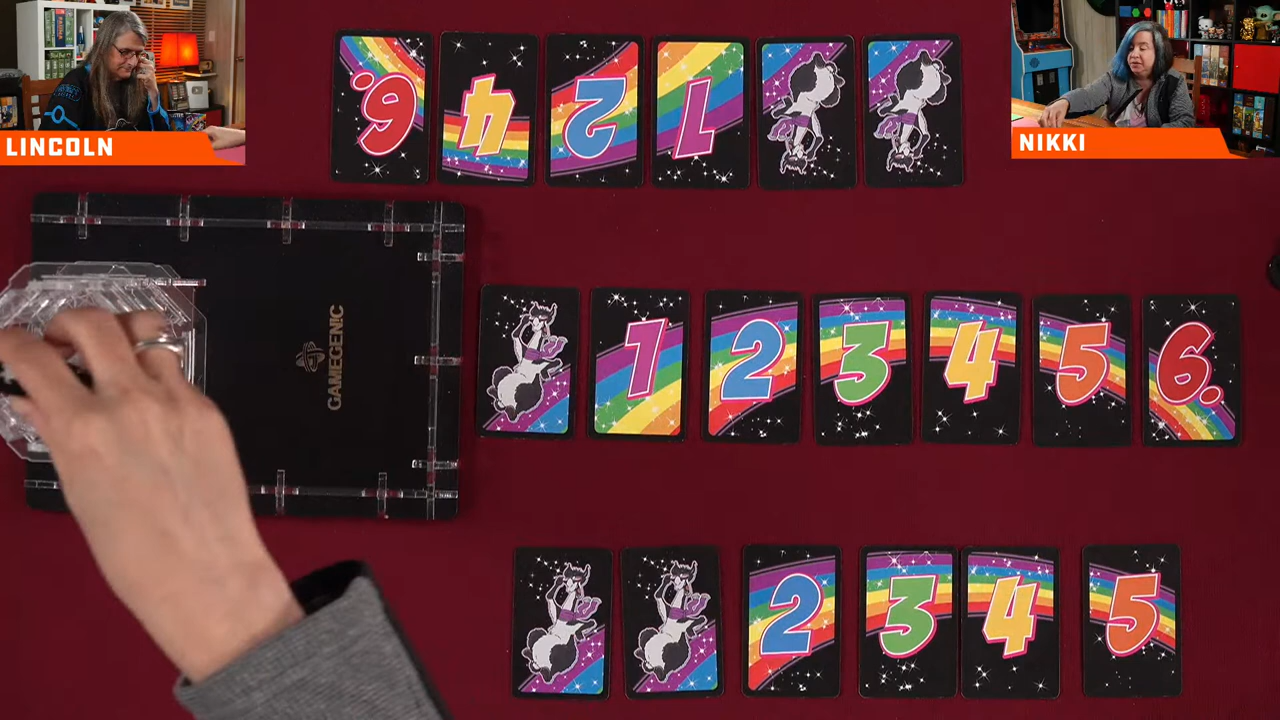 LINCOLN
NIKKI
6. 4 2 1
GAMEGENIC
1 2 3 4 5 6.
2 3 4 5